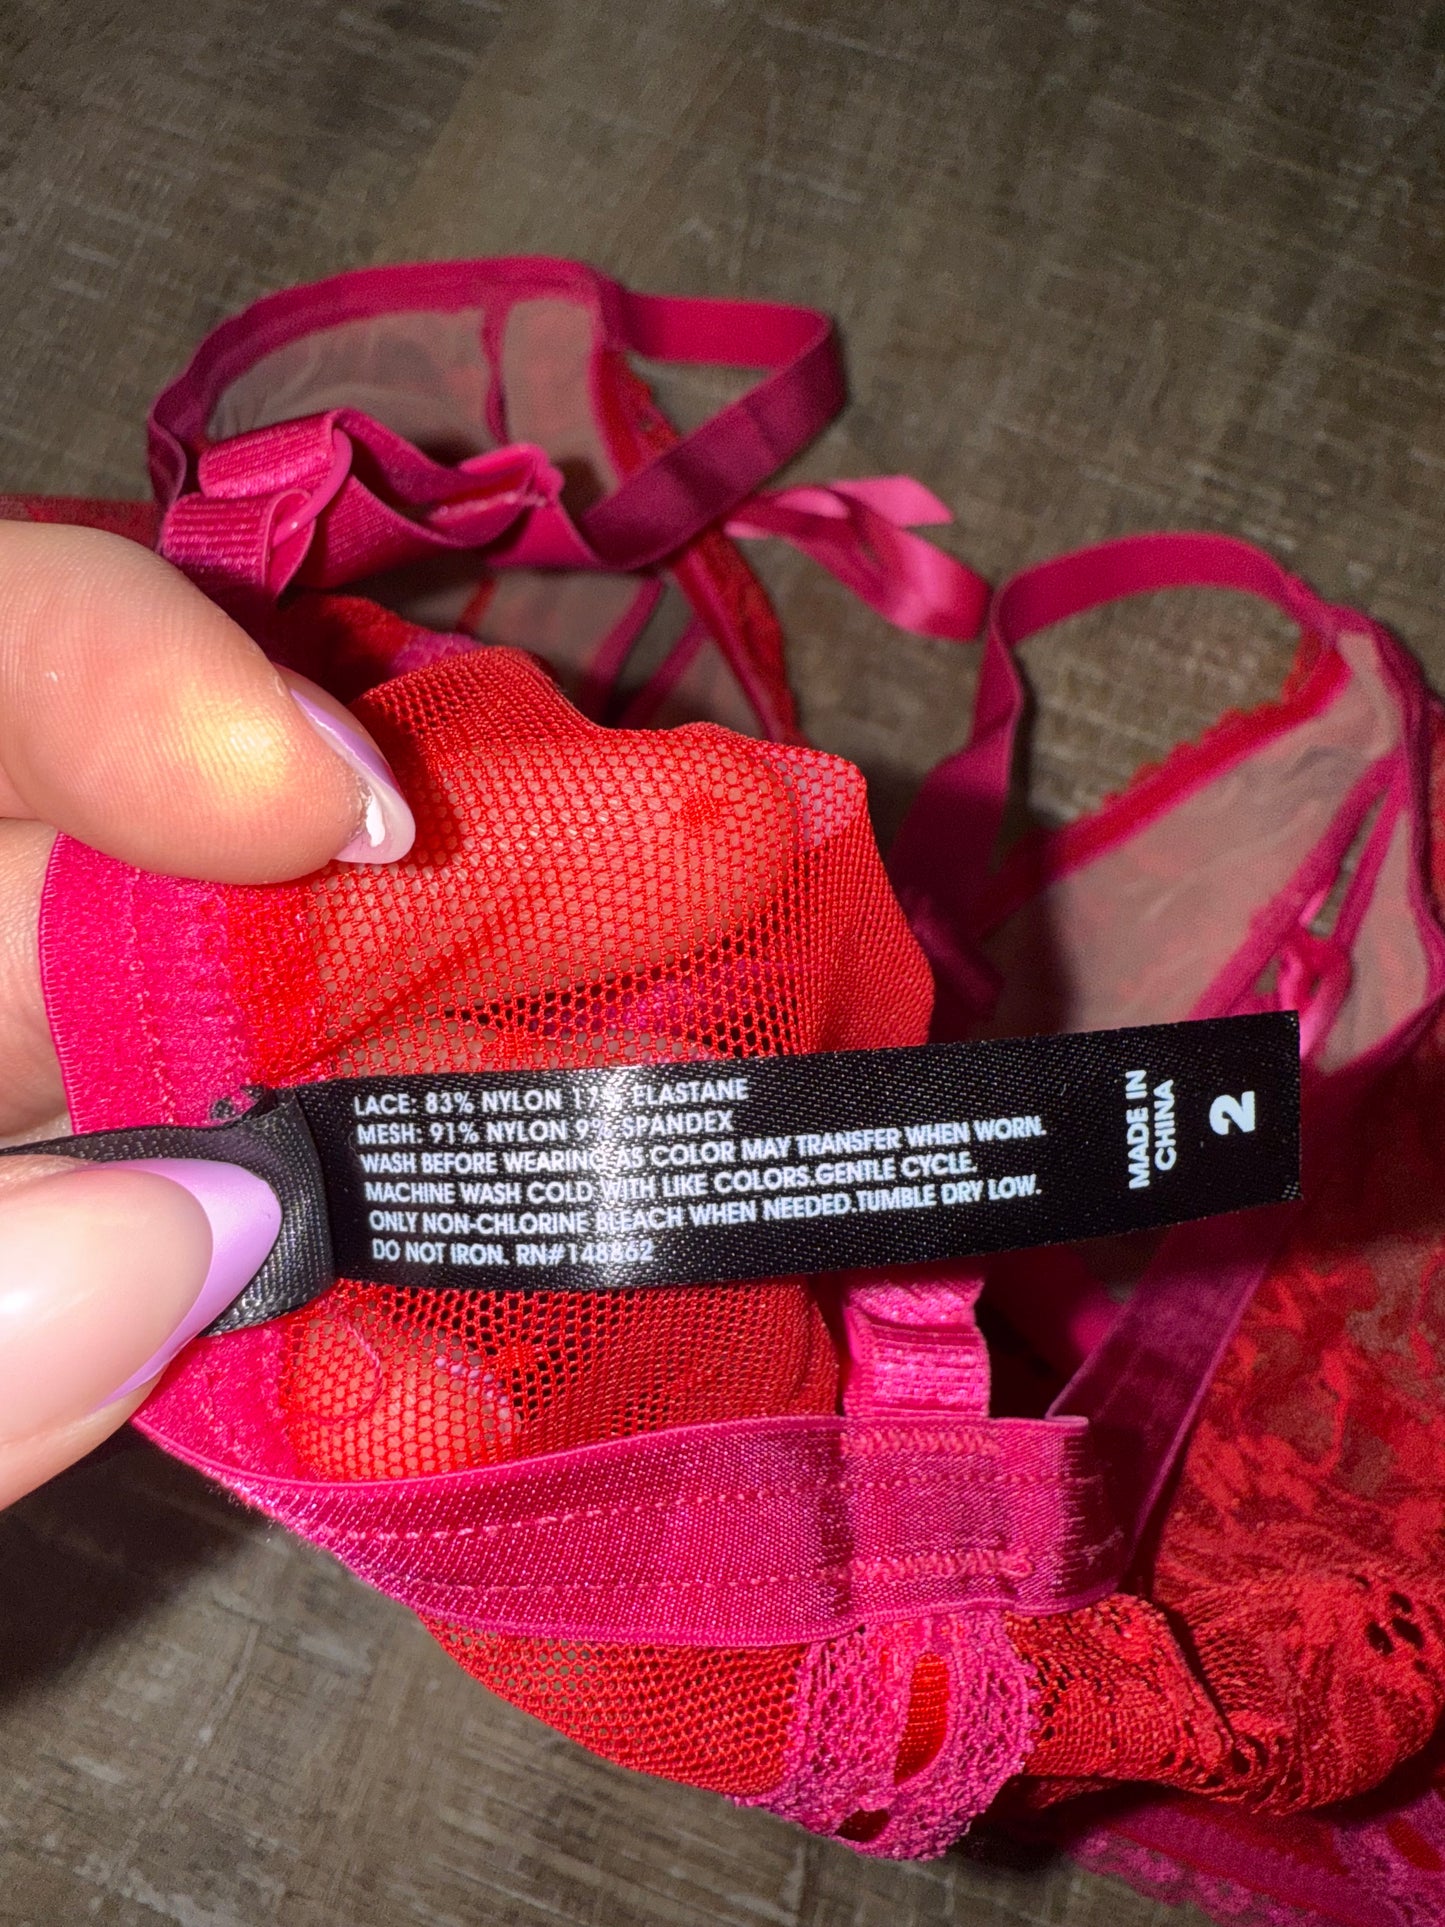 LACE: 83% NYLON 17% ELASTANE
MESH: 91% NYLON 9% SPANDEX
WASH BEFORE WEARING AS COLOR MAY TRANSFER WHEN WORN.
MACHINE WASH COLD WITH LIKE COLORS.GENTLE CYCLE.
ONLY NON-CHLORINE BLEACH WHEN NEEDED.TUMBLE DRY LOW.
DO NOT IRON. RN#148862
MADE IN
CHINA
2